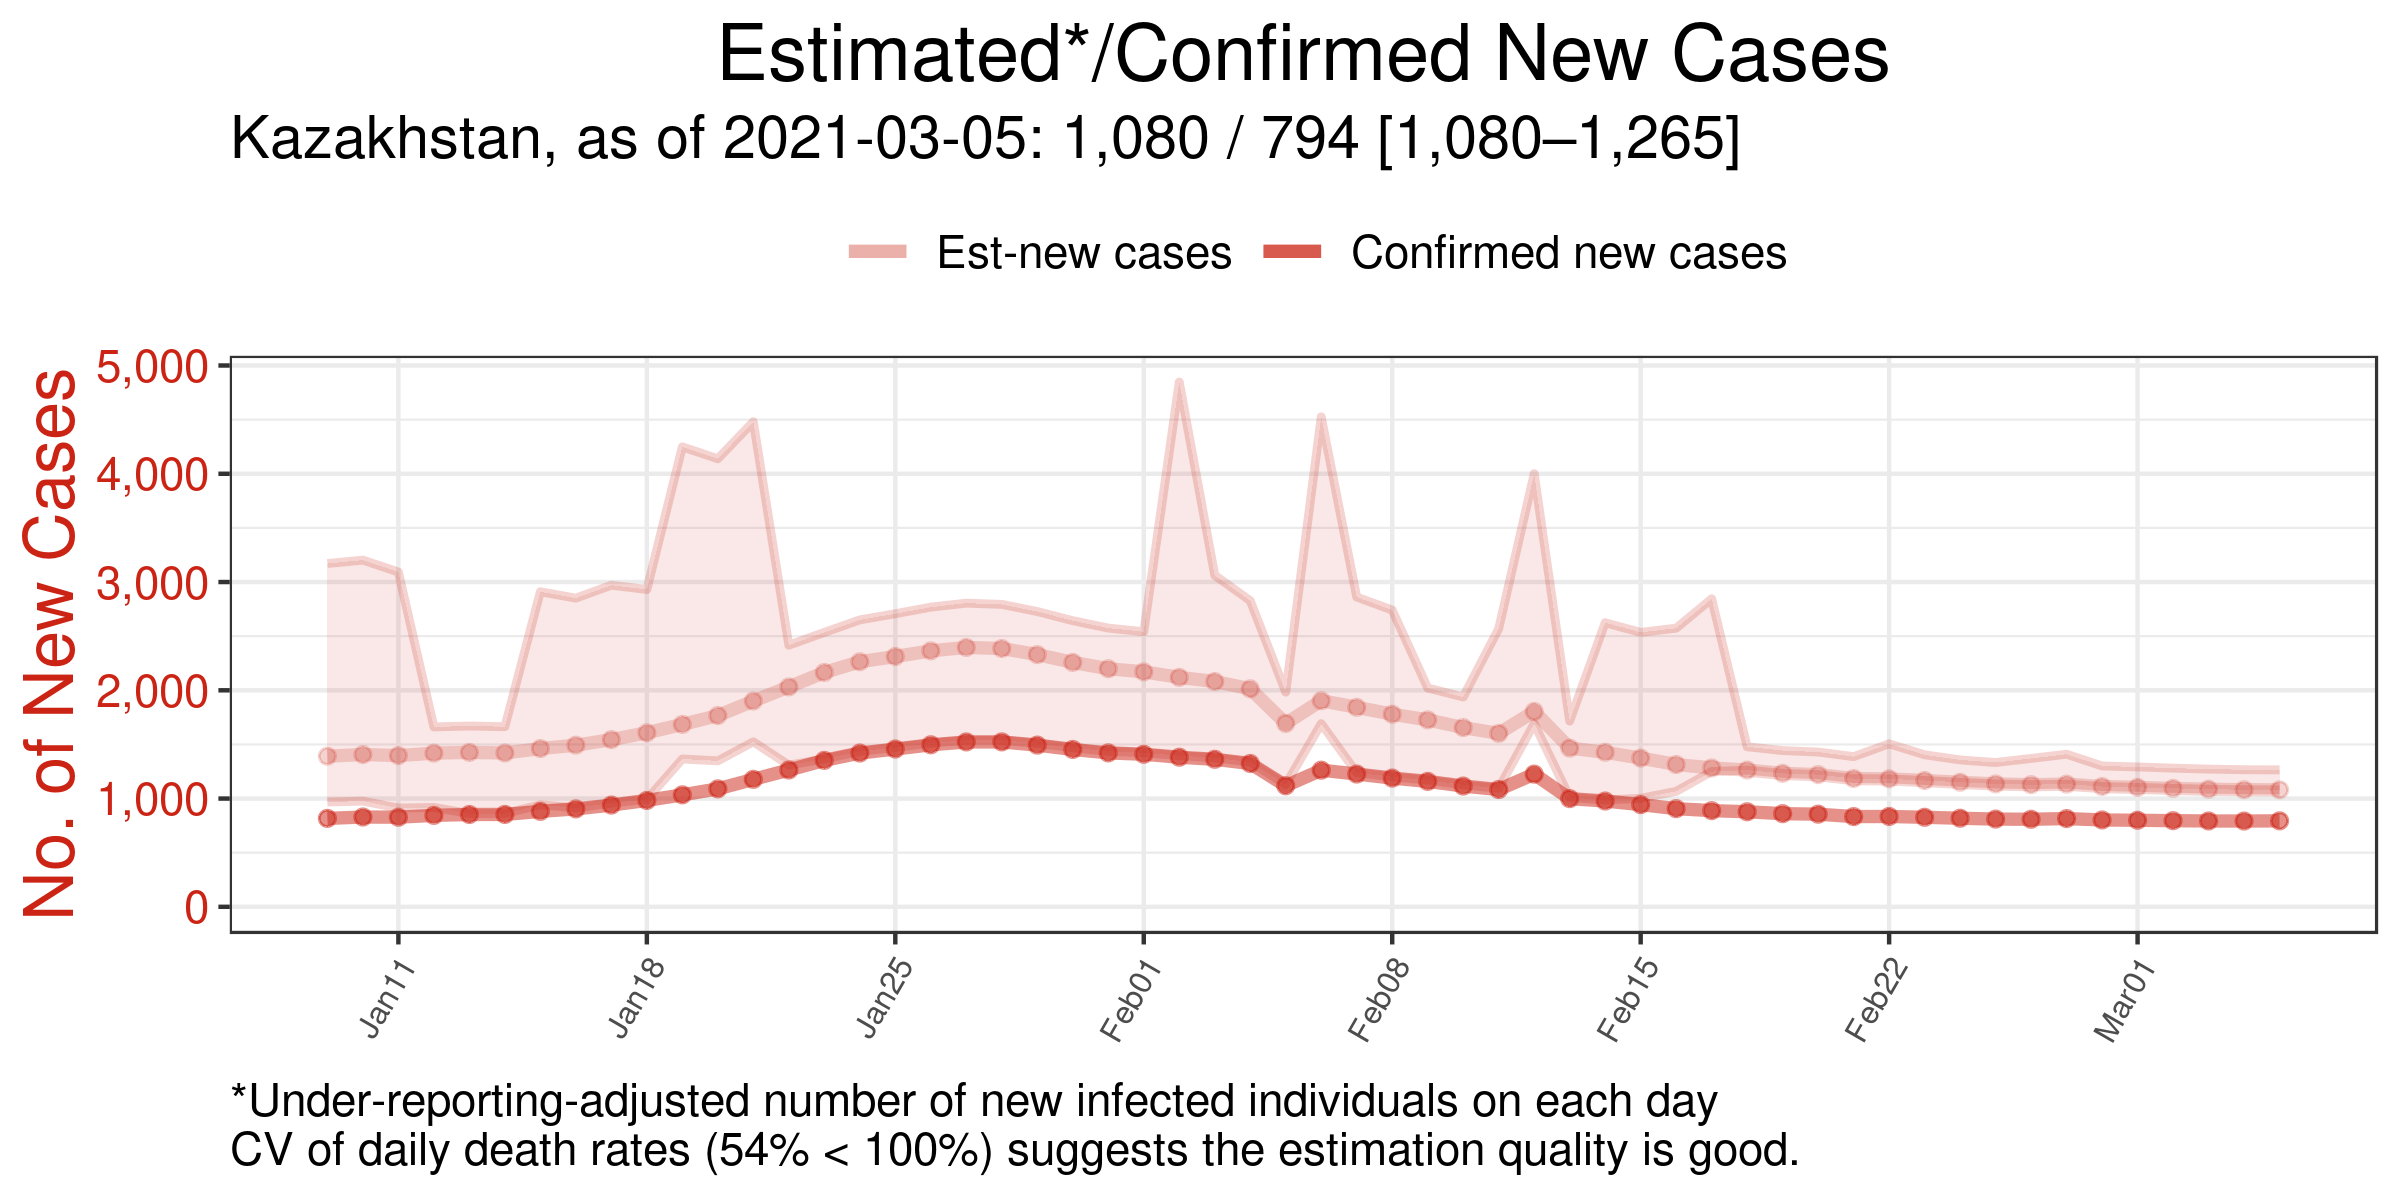 Estimated*/Confirmed New Cases
Kazakhstan, as of 2021-03-05: 1,080 / 794 [1,080–1,265]
Est-new cases
Confirmed new cases
No. of New Cases
5,000
4,000
3,000
2,000
1,000
0
Jan11
Jan18
Jan25
Feb01
Feb08
Feb15
Feb22
Mar01
*Under-reporting-adjusted number of new infected individuals on each day
CV of daily death rates (54% < 100%) suggests the estimation quality is good.